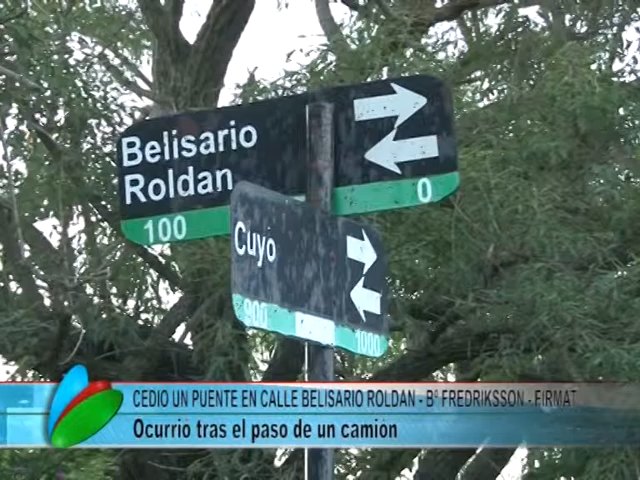 Belisario
Roldan
100
0
Cuyo
900
1000
CEDIO UN PUENTE EN CALLE BELISARIO ROLDAN - Bº FREDRIKSSON - FIRMAT
Ocurrio tras el paso de un camión